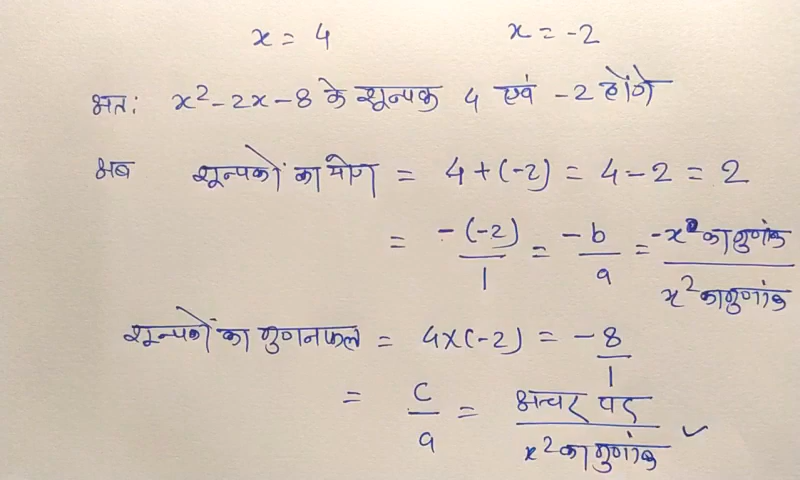 x = 4 x = -2
अतः x² - 2x - 8 के शून्यक 4 एवं -2 होंगे
अब शून्यकों का योग = 4 + (-2) = 4 - 2 = 2
= -(-2)/1 = -b/a = -x का गुणांक/x² का गुणांक
शून्यकों का गुणनफल = 4x(-2) = -8/1
= c/a = अचर पद/x² का गुणांक ✓